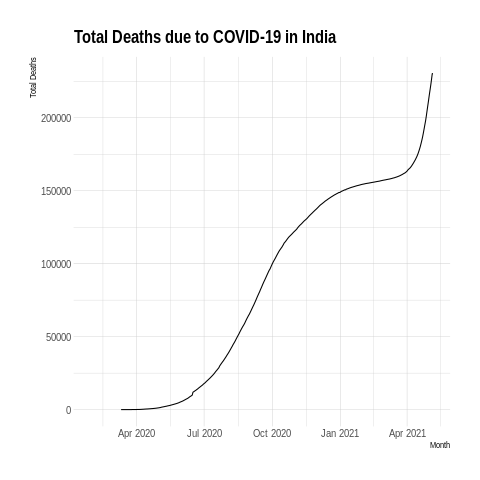 Total Deaths due to COVID-19 in India
Total Deaths
200000
150000
100000
50000
0
Apr 2020 Jul 2020 Oct 2020 Jan 2021 Apr 2021
Month